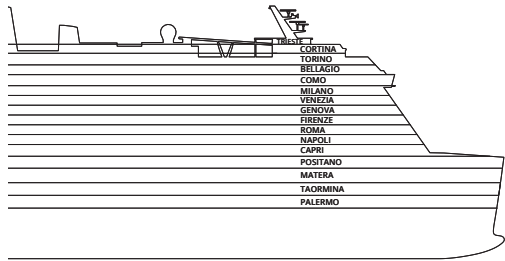 TRIESTE
CORTINA
TORINO
BELLAGIO
COMO
MILANO
VENEZIA
GENOVA
FIRENZE
ROMA
NAPOLI
CAPRI
POSITANO
MATERA
TAORMINA
PALERMO